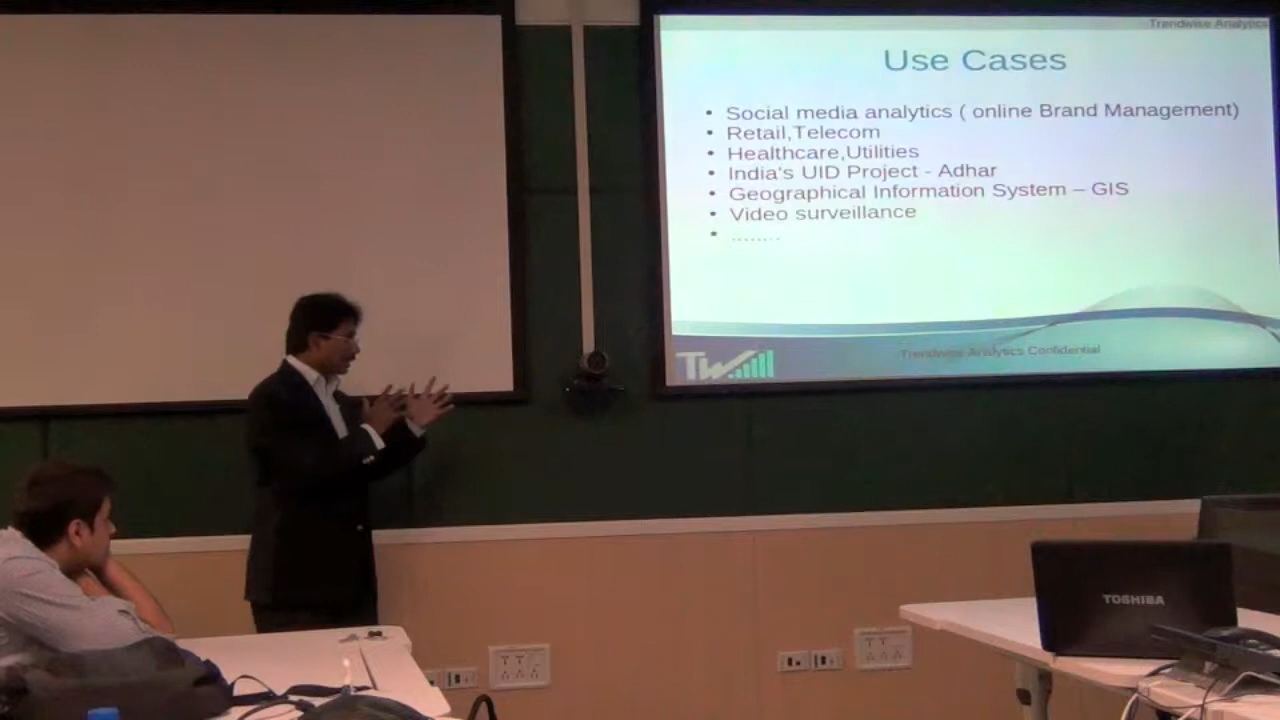 Trendwise Analytics
Use Cases
• Social media analytics ( online Brand Management)
• Retail,Telecom
• Healthcare,Utilities
• India's UID Project - Adhar
• Geographical Information System – GIS
• Video surveillance
• ........
TW
Trendwise Analytics Confidential
TOSHIBA